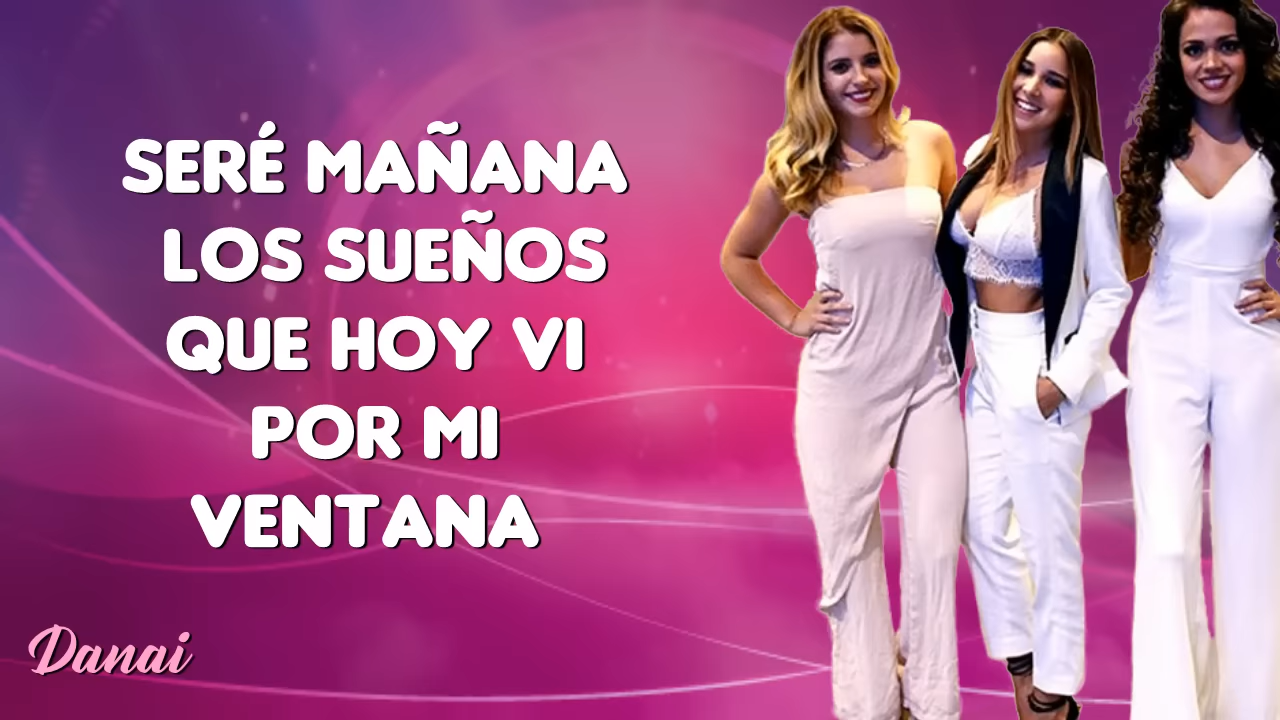 SERÉ MAÑANA
LOS SUEÑOS
QUE HOY VI
POR MI
VENTANA
Danai